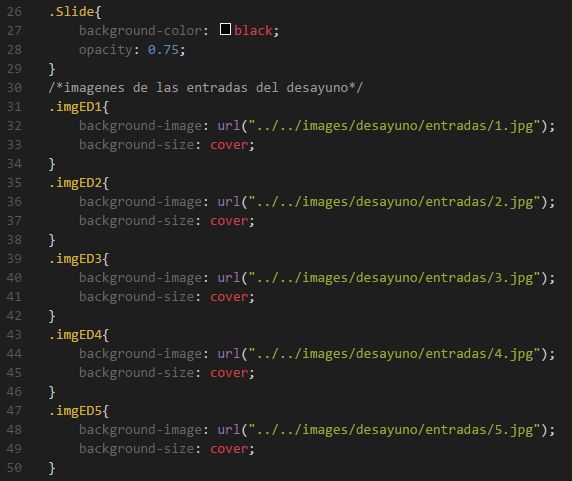 26 .Slide{
27 background-color: black;
28 opacity: 0.75;
29 }
30 /*imagenes de las entradas del desayuno*/
31 .imgED1{
32 background-image: url("../../images/desayuno/entradas/1.jpg");
33 background-size: cover;
34 }
35 .imgED2{
36 background-image: url("../../images/desayuno/entradas/2.jpg");
37 background-size: cover;
38 }
39 .imgED3{
40 background-image: url("../../images/desayuno/entradas/3.jpg");
41 background-size: cover;
42 }
43 .imgED4{
44 background-image: url("../../images/desayuno/entradas/4.jpg");
45 background-size: cover;
46 }
47 .imgED5{
48 background-image: url("../../images/desayuno/entradas/5.jpg");
49 background-size: cover;
50 }